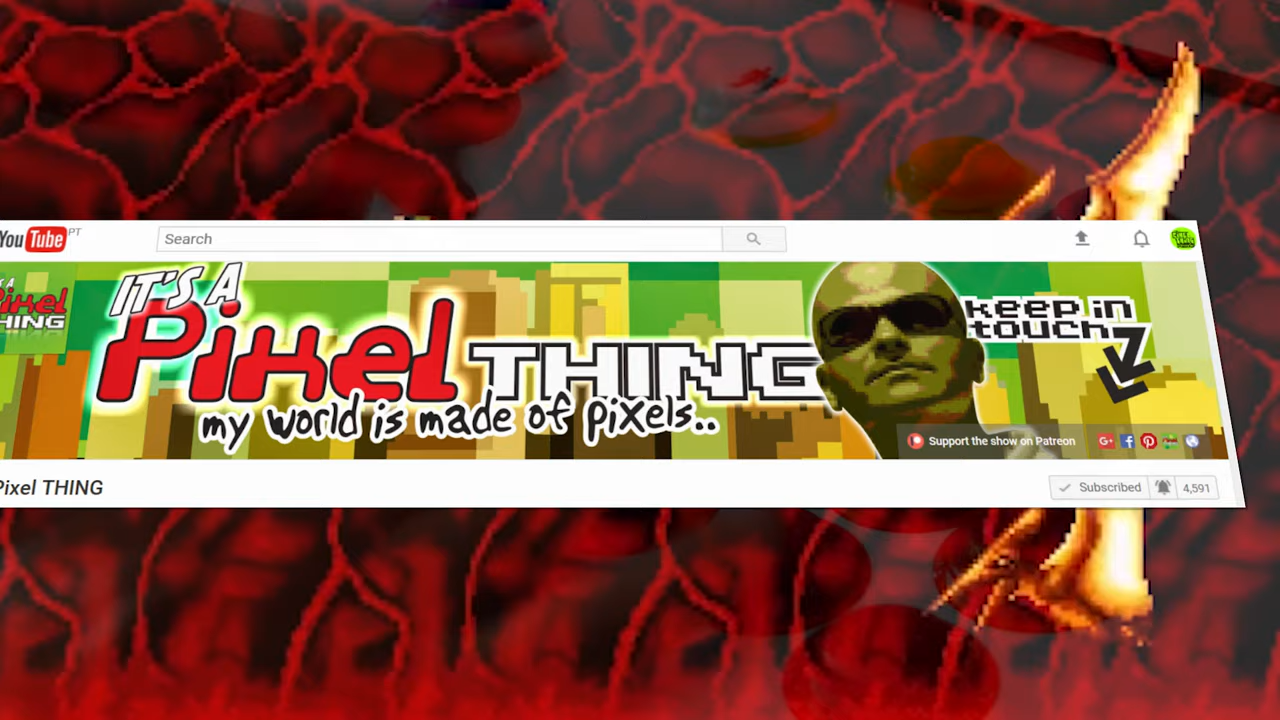 YouTube PT
Search
IT'S A
Pixel THING
my world is made of pixels..
keep in
touch
Support the show on Patreon
Pixel THING
Subscribed
4,591